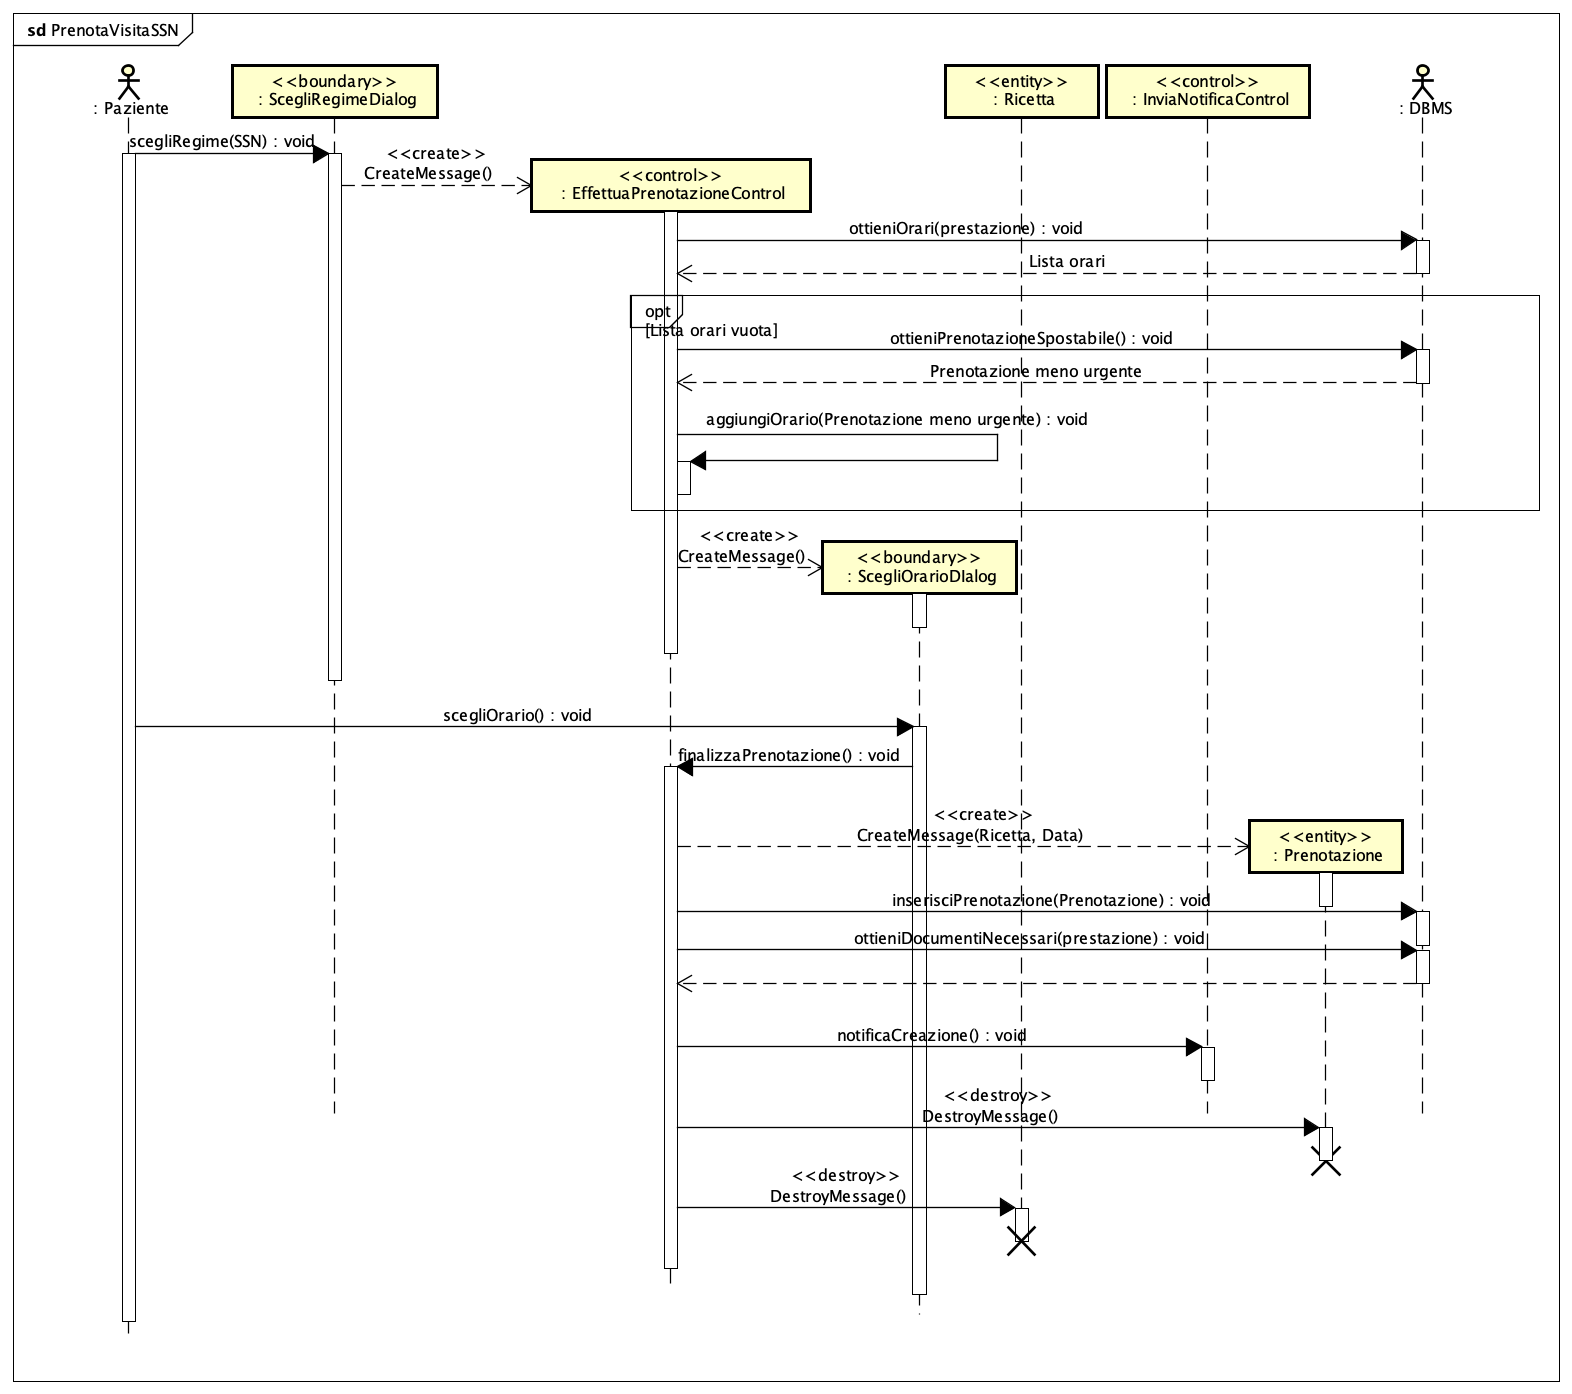 sd PrenotaVisitaSSN
: Paziente
<<boundary>>
: ScegliRegimeDialog
<<entity>>
: Ricetta
<<control>>
: InviaNotificaControl
: DBMS
scegliRegime(SSN) : void
<<create>>
CreateMessage()
<<control>>
: EffettuaPrenotazioneControl
ottieniOrari(prestazione) : void
Lista orari
opt
[Lista orari vuota]
ottieniPrenotazioneSpostabile() : void
Prenotazione meno urgente
aggiungiOrario(Prenotazione meno urgente) : void
<<create>>
CreateMessage()
<<boundary>>
: ScegliOrarioDIalog
scegliOrario() : void
finalizzaPrenotazione() : void
<<create>>
CreateMessage(Ricetta, Data)
<<entity>>
: Prenotazione
inserisciPrenotazione(Prenotazione) : void
ottieniDocumentiNecessari(prestazione) : void
notificaCreazione() : void
<<destroy>>
DestroyMessage()
<<destroy>>
DestroyMessage()